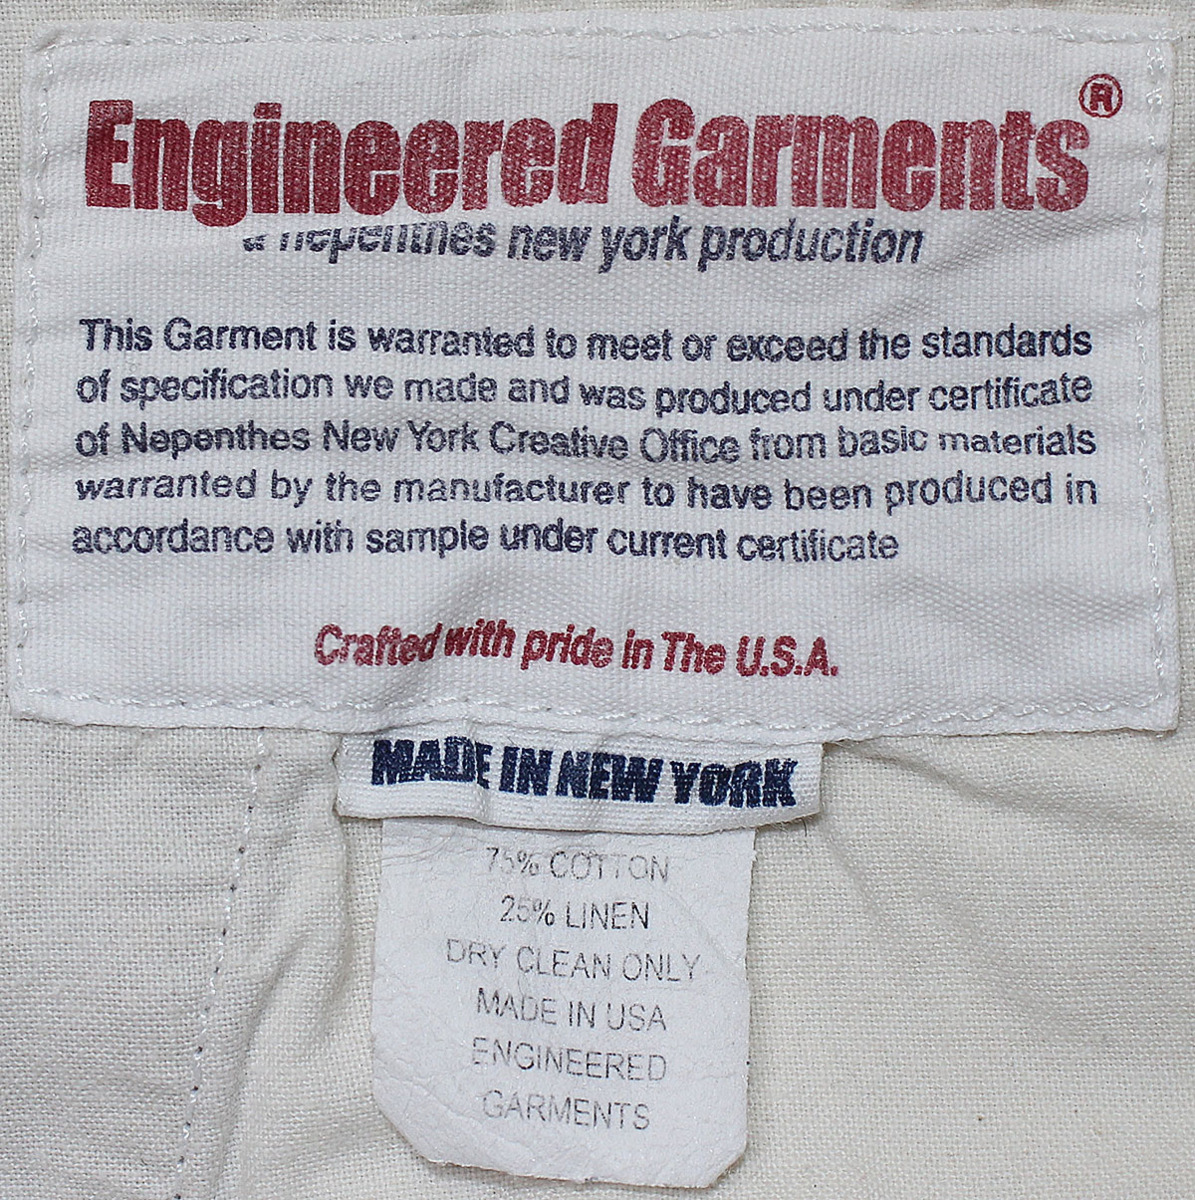 Engineered Garments®
a nepenthes new york production
This Garment is warranted to meet or exceed the standards
of specification we made and was produced under certificate
of Nepenthes New York Creative Office from basic materials
warranted by the manufacturer to have been produced in
accordance with sample under current certificate
Crafted with pride in The U.S.A.
MADE IN NEW YORK
75% COTTON
25% LINEN
DRY CLEAN ONLY
MADE IN USA
ENGINEERED
GARMENTS